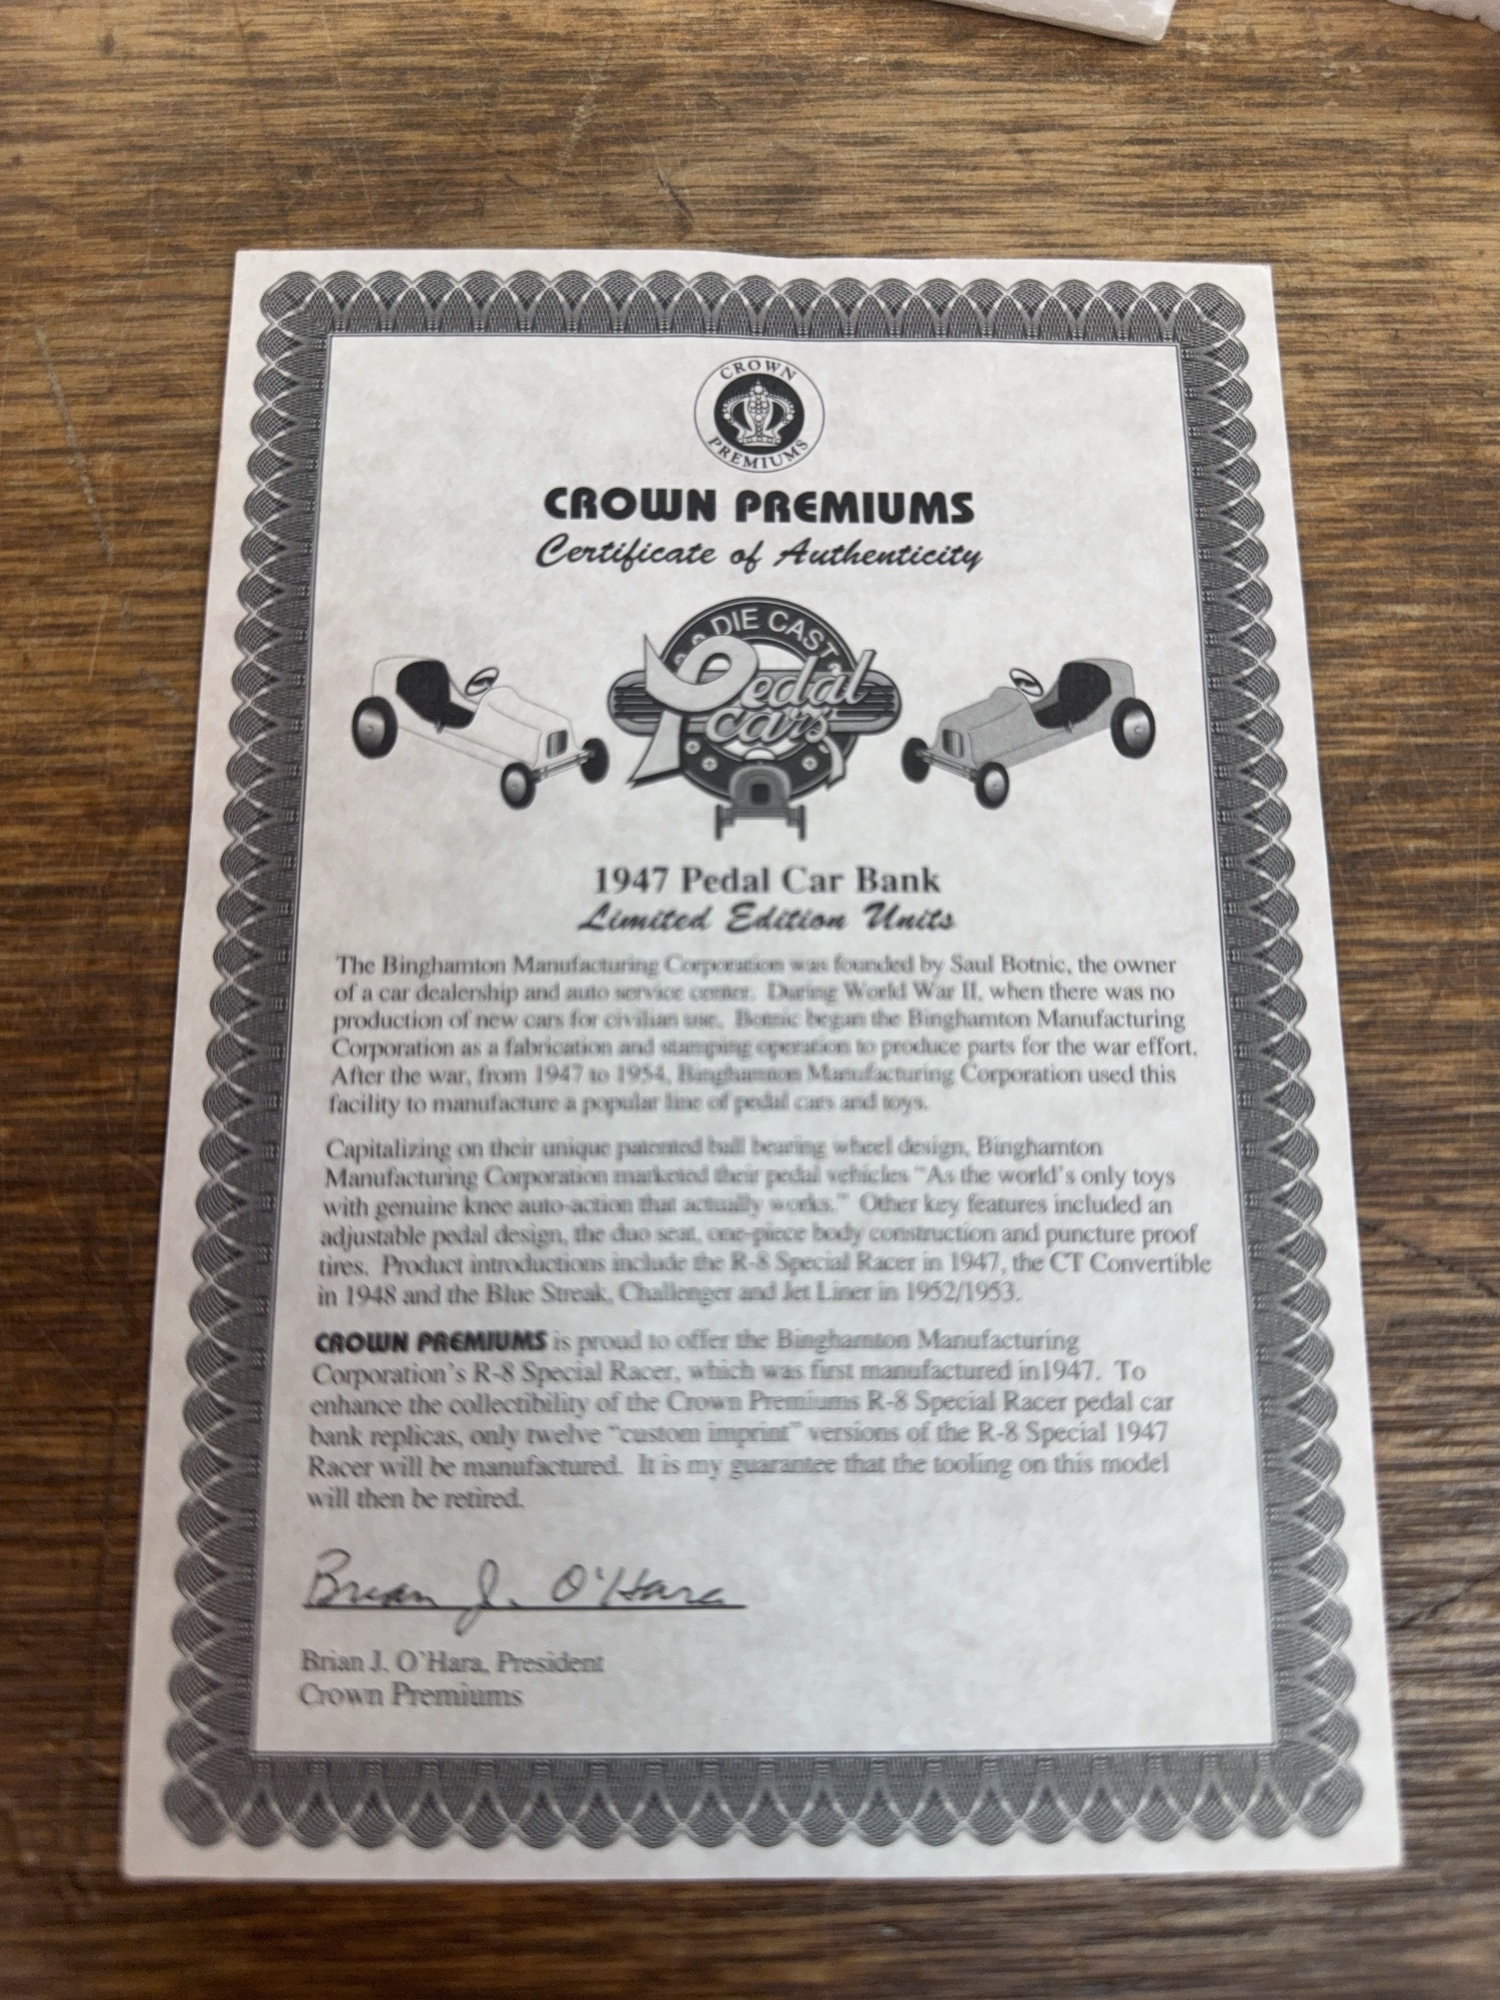 CROWN
PREMIUMS
CROWN PREMIUMS
Certificate of Authenticity
DIE CAST
Pedal
cars
1947 Pedal Car Bank
Limited Edition Units
The Binghamton Manufacturing Corporation was founded by Saul Botnic, the owner
of a car dealership and auto service center. During World War II, when there was no
production of new cars for civilian use, Botnic began the Binghamton Manufacturing
Corporation as a fabrication and stamping operation to produce parts for the war effort.
After the war, from 1947 to 1954, Binghamton Manufacturing Corporation used this
facility to manufacture a popular line of pedal cars and toys.
Capitalizing on their unique patented ball bearing wheel design, Binghamton
Manufacturing Corporation marketed their pedal vehicles "As the world's only toys
with genuine knee auto-action that actually works." Other key features included an
adjustable pedal design, the duo seat, one-piece body construction and puncture proof
tires. Product introductions include the R-8 Special Racer in 1947, the CT Convertible
in 1948 and the Blue Streak, Challenger and Jet Liner in 1952/1953.
CROWN PREMIUMS is proud to offer the Binghamton Manufacturing
Corporation's R-8 Special Racer, which was first manufactured in1947. To
enhance the collectibility of the Crown Premiums R-8 Special Racer pedal car
bank replicas, only twelve "custom imprint" versions of the R-8 Special 1947
Racer will be manufactured. It is my guarantee that the tooling on this model
will then be retired.
Brian J. O'Hara
Brian J. O'Hara, President
Crown Premiums